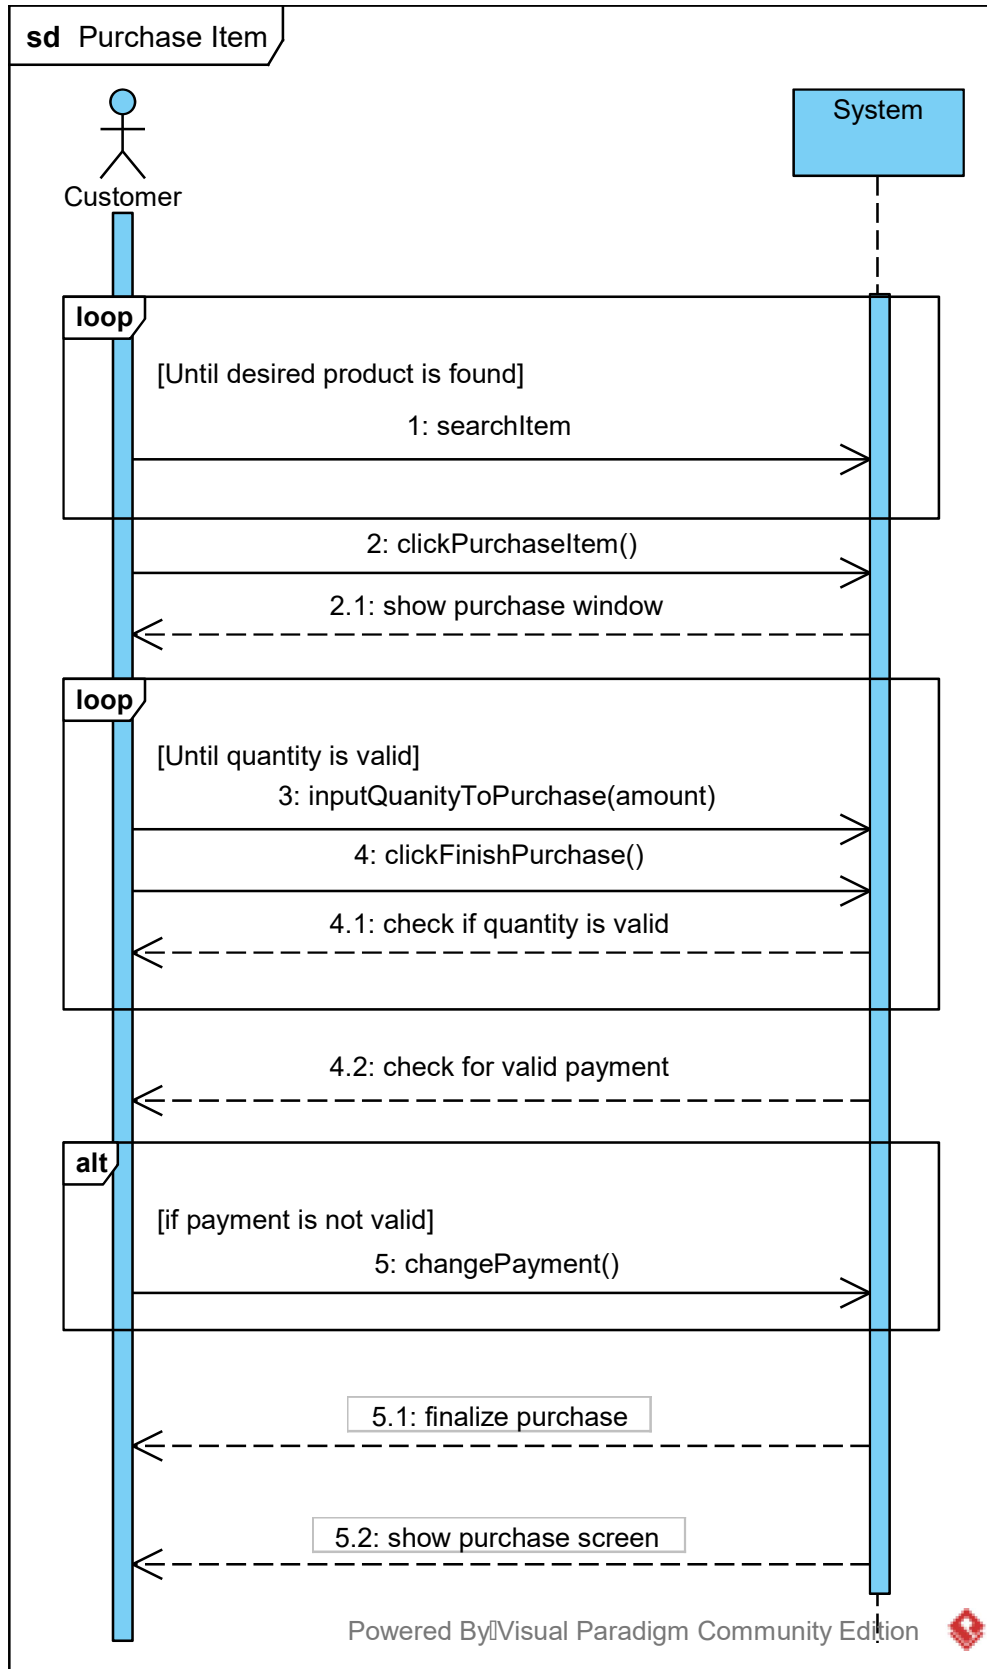 sd Purchase Item
System
Customer
loop
[Until desired product is found]
1: searchItem
2: clickPurchaseItem()
2.1: show purchase window
loop
[Until quantity is valid]
3: inputQuanityToPurchase(amount)
4: clickFinishPurchase()
4.1: check if quantity is valid
4.2: check for valid payment
alt
[if payment is not valid]
5: changePayment()
5.1: finalize purchase
5.2: show purchase screen
Powered By Visual Paradigm Community Edition